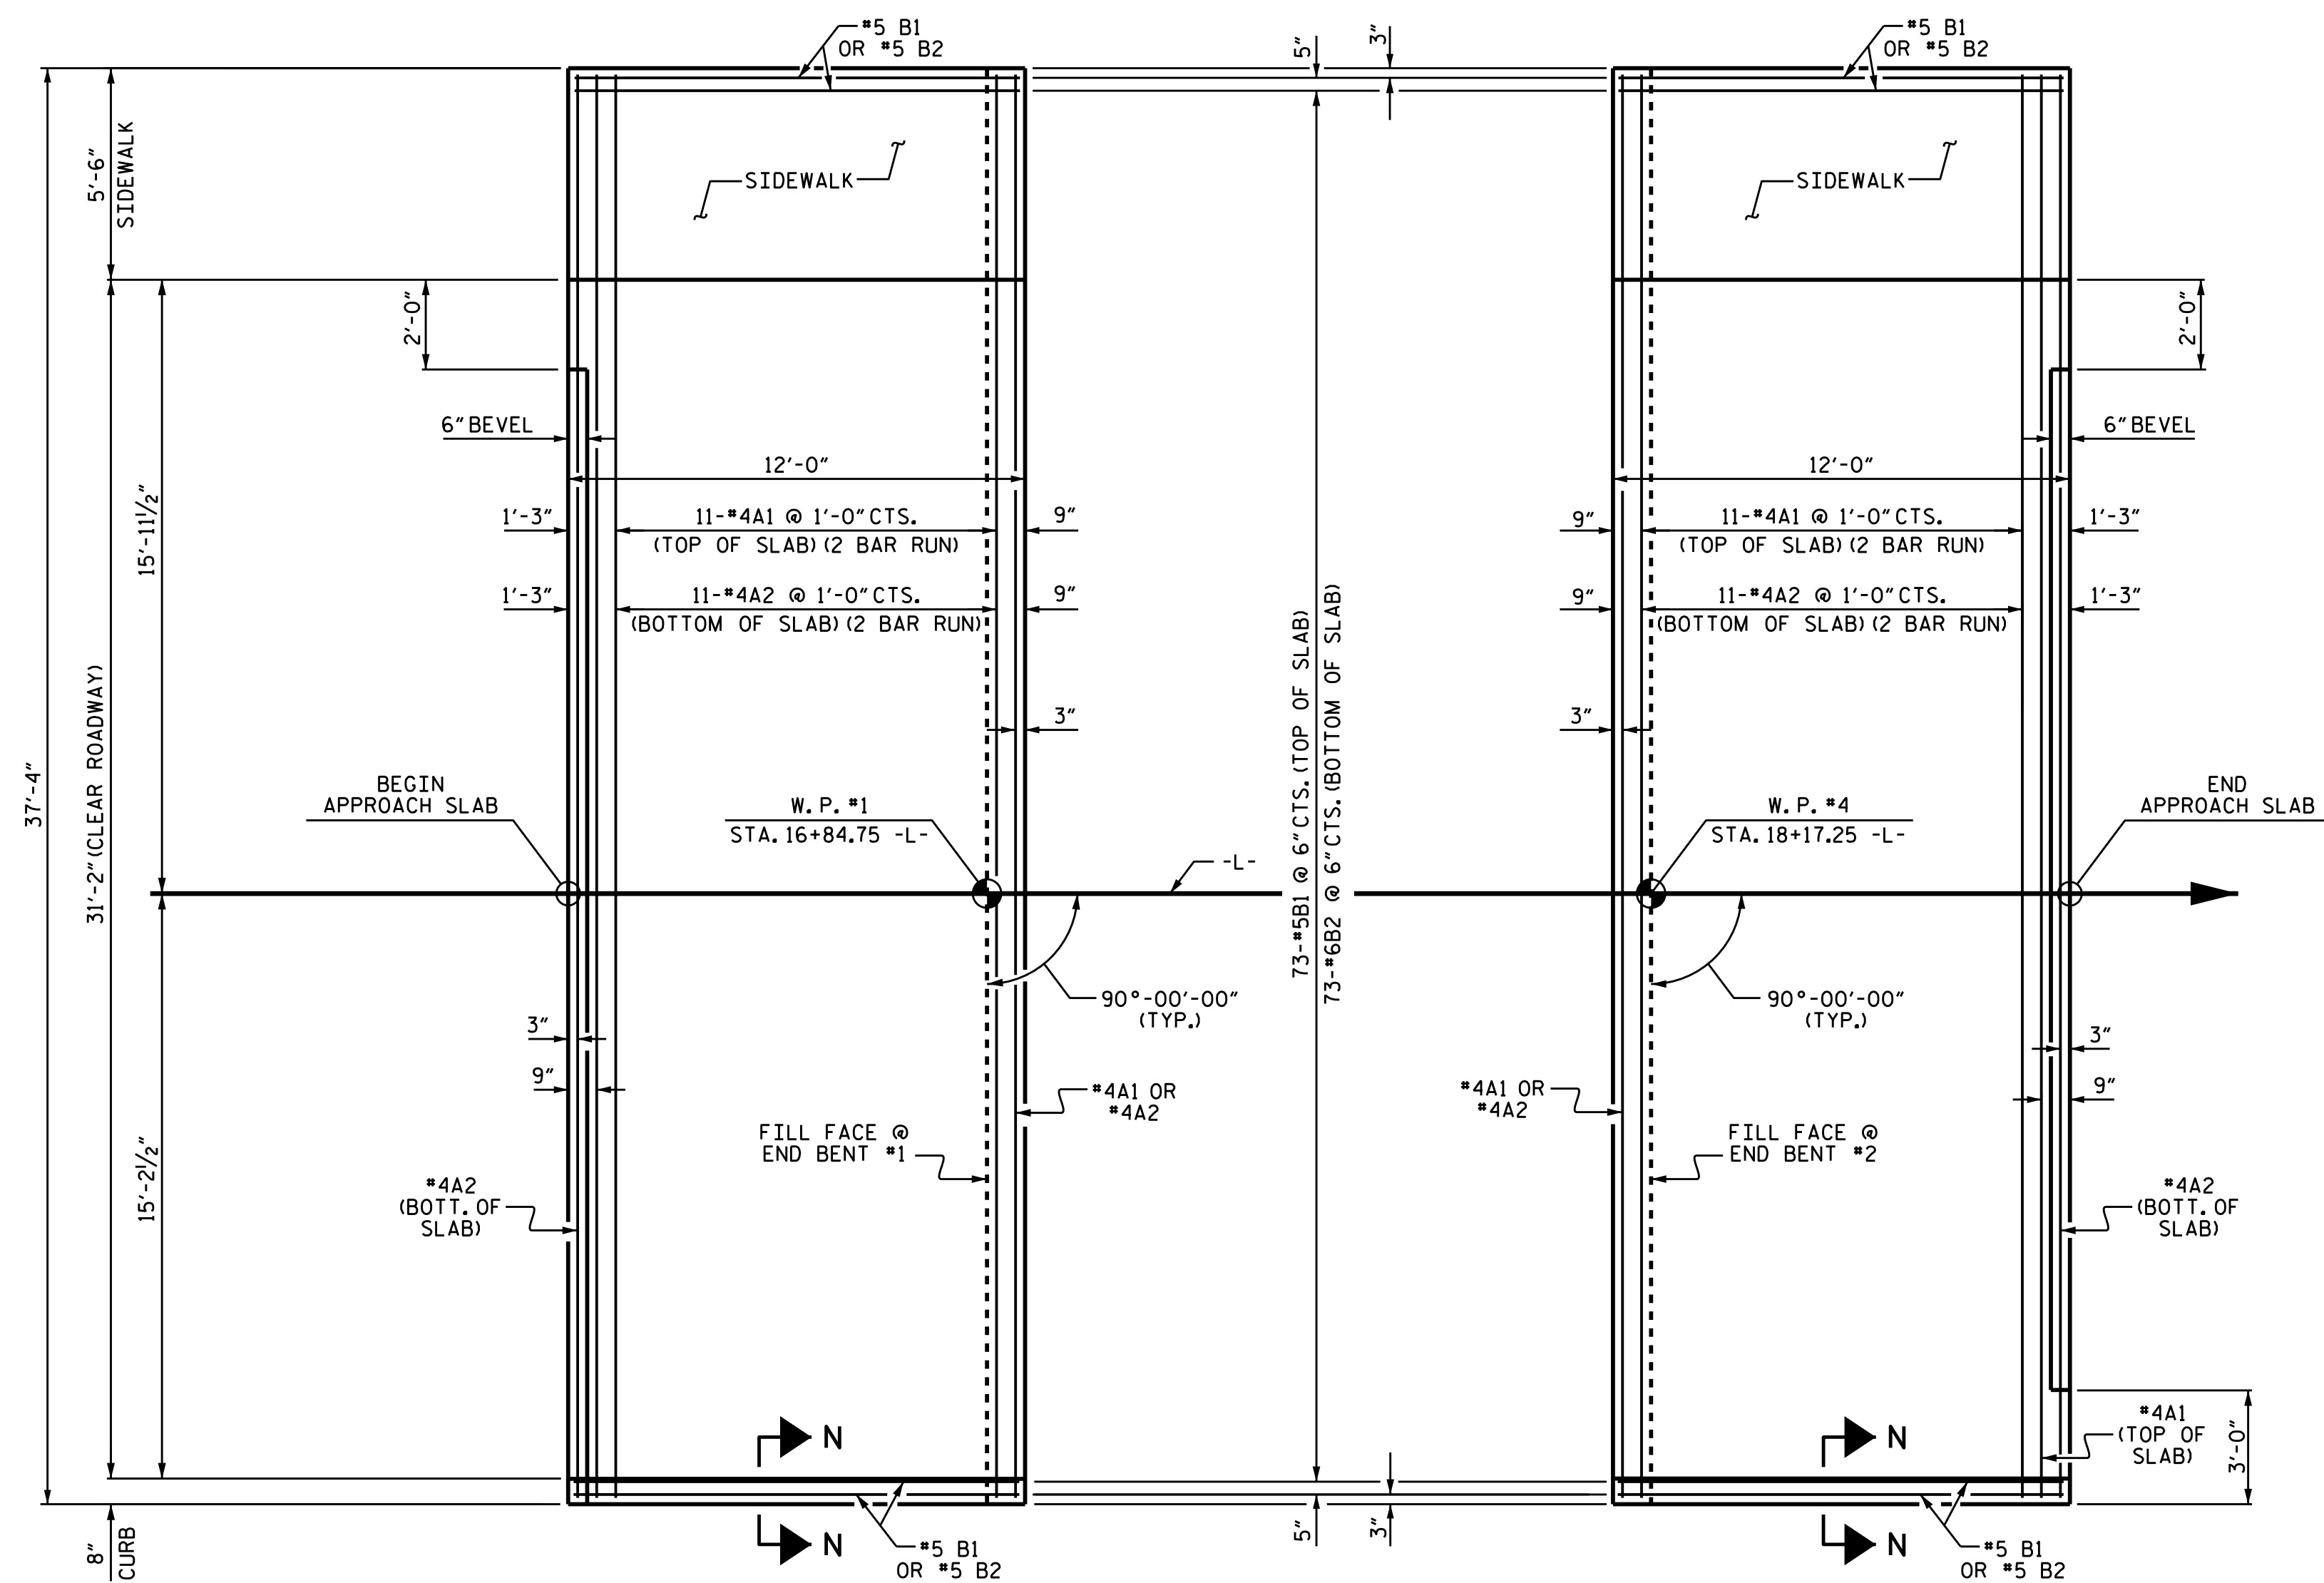 #5 B1
OR #5 B2
5"
3"
#5 B1
OR #5 B2
5'-6"
SIDEWALK
SIDEWALK
SIDEWALK
2'-0"
2'-0"
6" BEVEL
6" BEVEL
12'-0"
12'-0"
15'-11 1/2"
1'-3"
11-#4A1 @ 1'-0" CTS.
(TOP OF SLAB) (2 BAR RUN)
9"
9"
11-#4A1 @ 1'-0" CTS.
(TOP OF SLAB) (2 BAR RUN)
1'-3"
1'-3"
11-#4A2 @ 1'-0" CTS.
(BOTTOM OF SLAB) (2 BAR RUN)
9"
9"
11-#4A2 @ 1'-0" CTS.
(BOTTOM OF SLAB) (2 BAR RUN)
1'-3"
37'-4"
31'-2" (CLEAR ROADWAY)
3"
73-#5B1 @ 6" CTS. (TOP OF SLAB)
73-#6B2 @ 6" CTS. (BOTTOM OF SLAB)
3"
BEGIN
APPROACH SLAB
W.P. #1
STA. 16+84.75 -L-
-L-
W.P. #4
STA. 18+17.25 -L-
END
APPROACH SLAB
90°-00'-00"
(TYP.)
90°-00'-00"
(TYP.)
3"
9"
3"
9"
#4A1 OR
#4A2
#4A1 OR
#4A2
15'-2 1/2"
FILL FACE @
END BENT #1
FILL FACE @
END BENT #2
#4A2
(BOTT. OF
SLAB)
#4A2
(BOTT. OF
SLAB)
#4A1
(TOP OF
SLAB)
3'-0"
N
N
N
N
8"
CURB
#5 B1
OR #5 B2
5"
3"
#5 B1
OR #5 B2